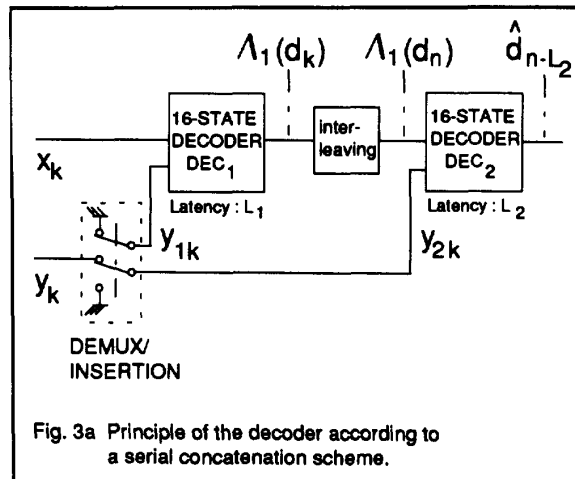 Λ₁(dₖ)
Λ₁(dₙ)
d̂ₙ₋L₂
16-STATE
DECODER
DEC₁
inter-
leaving
16-STATE
DECODER
DEC₂
xₖ
Latency : L₁
Latency : L₂
y₁ₖ
y₂ₖ
yₖ
DEMUX/
INSERTION
Fig. 3a Principle of the decoder according to
a serial concatenation scheme.